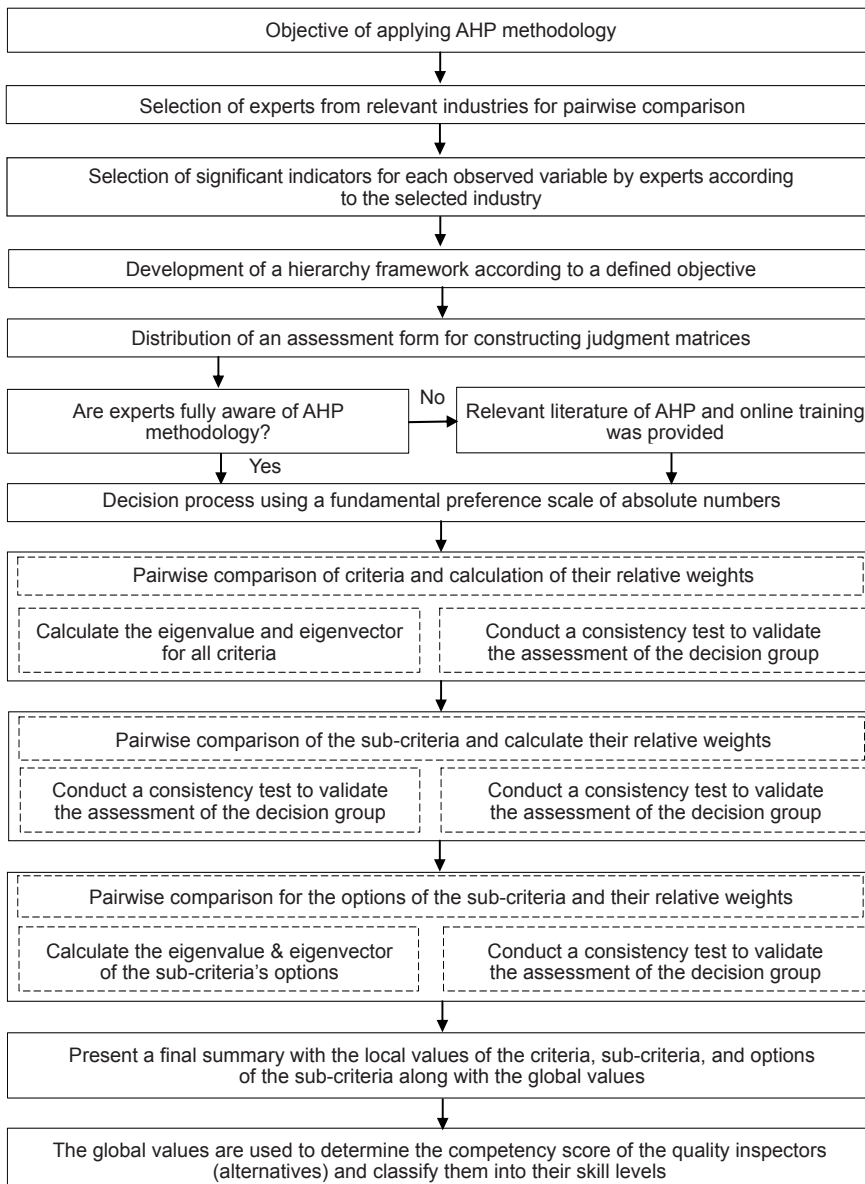 Objective of applying AHP methodology
Selection of experts from relevant industries for pairwise comparison
Selection of significant indicators for each observed variable by experts according
to the selected industry
Development of a hierarchy framework according to a defined objective
Distribution of an assessment form for constructing judgment matrices
Are experts fully aware of AHP
methodology?
No
Relevant literature of AHP and online training
was provided
Yes
Decision process using a fundamental preference scale of absolute numbers
Pairwise comparison of criteria and calculation of their relative weights
Calculate the eigenvalue and eigenvector
for all criteria
Conduct a consistency test to validate
the assessment of the decision group
Pairwise comparison of the sub-criteria and calculate their relative weights
Conduct a consistency test to validate
the assessment of the decision group
Conduct a consistency test to validate
the assessment of the decision group
Pairwise comparison for the options of the sub-criteria and their relative weights
Calculate the eigenvalue & eigenvector
of the sub-criteria's options
Conduct a consistency test to validate
the assessment of the decision group
Present a final summary with the local values of the criteria, sub-criteria, and options
of the sub-criteria along with the global values
The global values are used to determine the competency score of the quality inspectors
(alternatives) and classify them into their skill levels